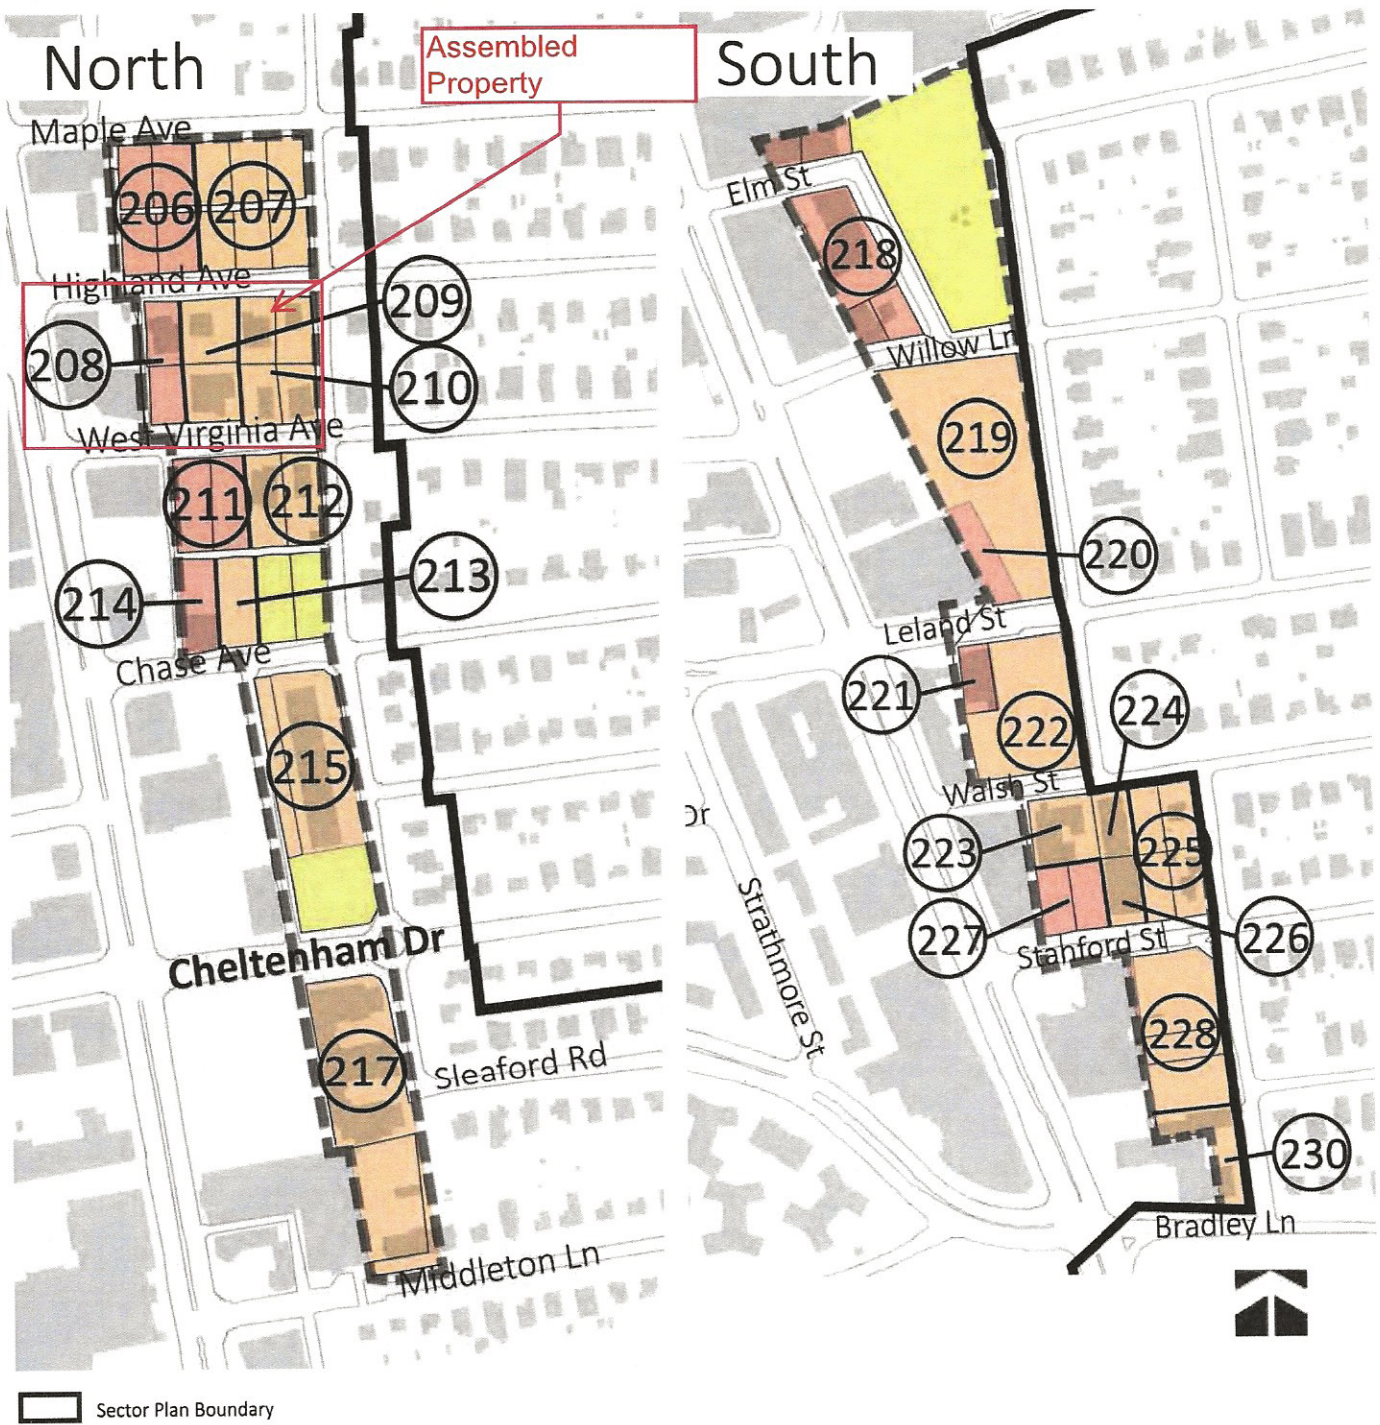 North
Assembled
Property
Maple Ave
206
207
Highland Ave
209
208
210
West Virginia Ave
211
212
213
214
Chase Ave
215
Cheltenham Dr
217
Sleaford Rd
Middleton Ln
South
Elm St
218
Willow Ln
219
220
Leland St
221
222
224
Walsh St
Dr
223
225
227
226
Stanford St
Strathmore St
228
230
Bradley Ln
Sector Plan Boundary